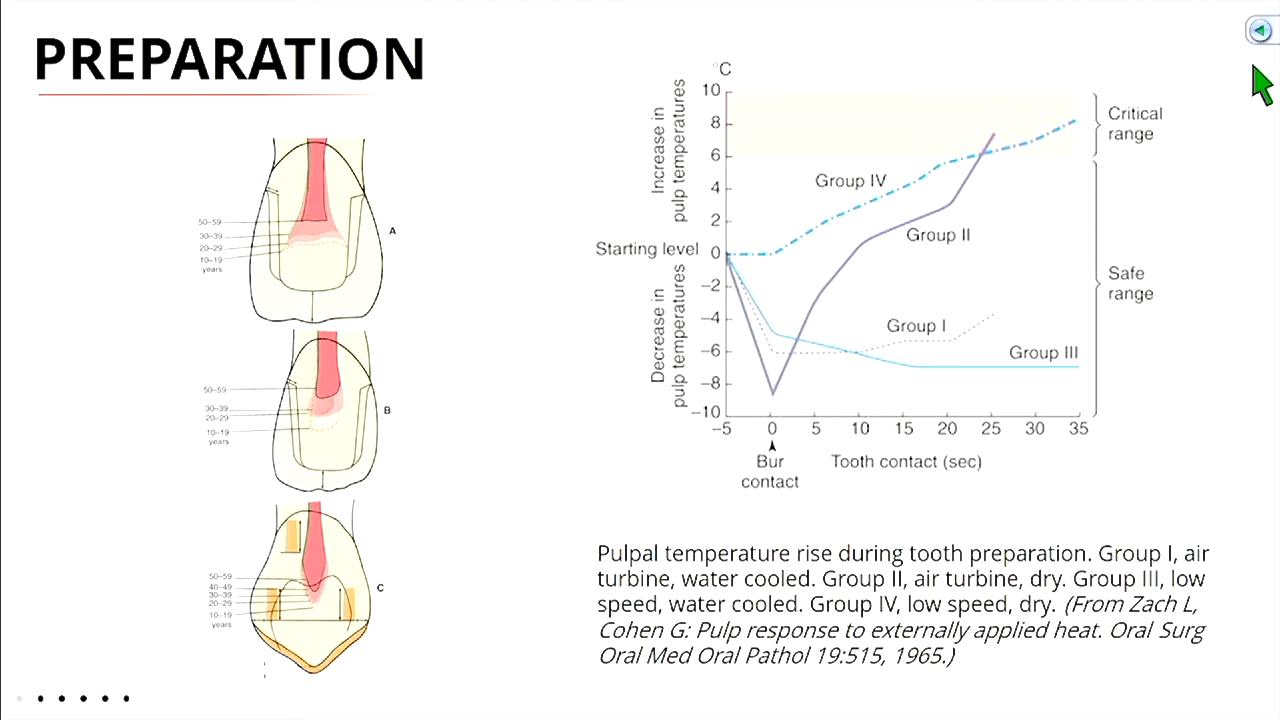 PREPARATION
50–59
30–39
20–29
10–19
years
A
50–59
30–39
20–29
10–19
years
B
50–59
40–49
30–39
20–29
10–19
years
C
°C
Increase in
pulp temperatures
Decrease in
pulp temperatures
Starting level
10
8
6
4
2
0
−2
−4
−6
−8
−10
−5
0
5
10
15
20
25
30
35
Group IV
Group II
Group I
Group III
Critical
range
Safe
range
Bur
contact
Tooth contact (sec)
Pulpal temperature rise during tooth preparation. Group I, air
turbine, water cooled. Group II, air turbine, dry. Group III, low
speed, water cooled. Group IV, low speed, dry. (From Zach L,
Cohen G: Pulp response to externally applied heat. Oral Surg
Oral Med Oral Pathol 19:515, 1965.)